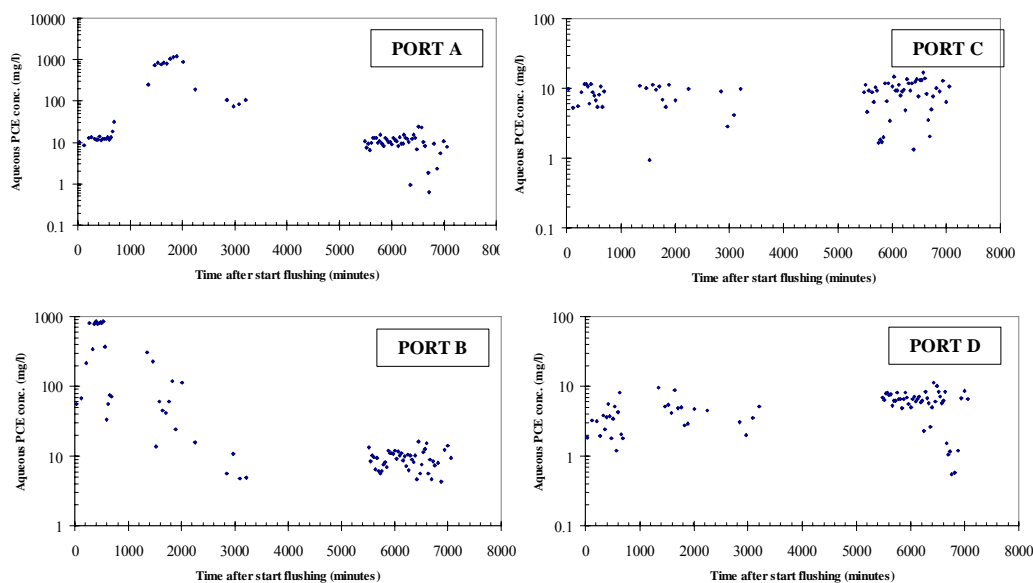 PORT A
Aqueous PCE conc. (mg/l)
10000
1000
100
10
1
0.1
0 1000 2000 3000 4000 5000 6000 7000 800
Time after start flushing (minutes)
PORT C
Aqueous PCE conc. (mg/l)
100
10
1
0.1
0 1000 2000 3000 4000 5000 6000 7000 8000
Time after start flushing (minutes)
PORT B
Aqueous PCE conc. (mg/l)
1000
100
10
1
0 1000 2000 3000 4000 5000 6000 7000 8000
Time after start flushing (minutes)
PORT D
Aqueous PCE conc. (mg/l)
100
10
1
0.1
0 1000 2000 3000 4000 5000 6000 7000 8000
Time after start flushing (minutes)